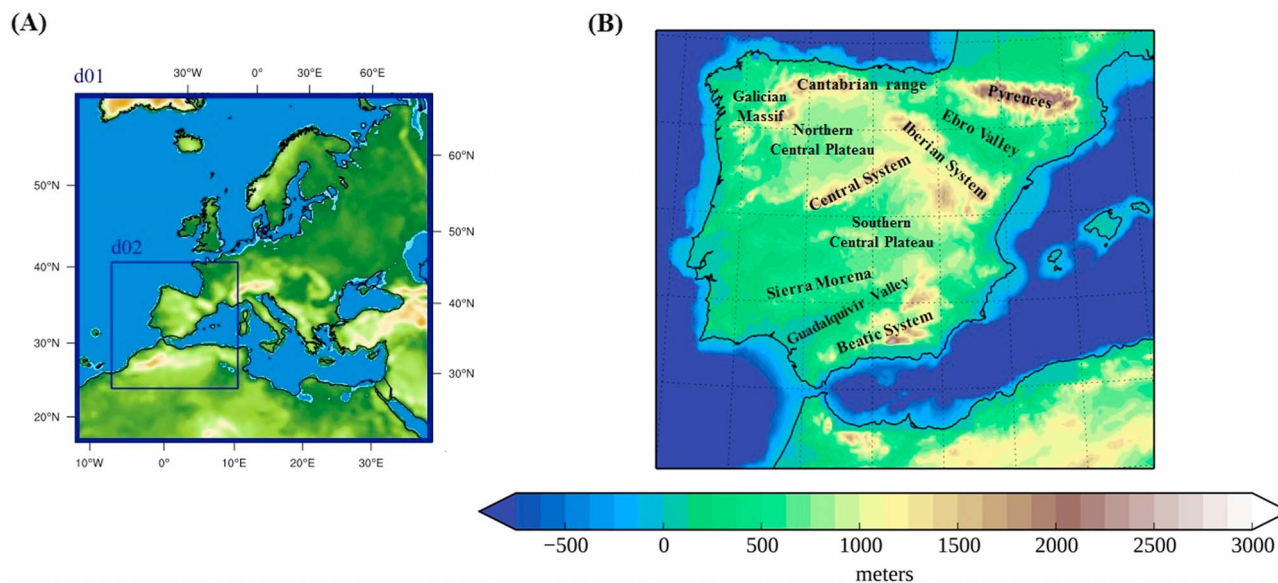 (A)
(B)
d01
30°W 0° 30°E 60°E
60°N
50°N
50°N
d02
40°N
40°N
30°N
30°N
20°N
10°W 0° 10°E 20°E 30°E
Cantabrian range
Pyrenees
Galician
Massif
Ebro Valley
Northern
Central Plateau
Iberian System
Central System
Southern
Central Plateau
Sierra Morena
Guadalquivir Valley
Beatic System
−500 0 500 1000 1500 2000 2500 3000
meters